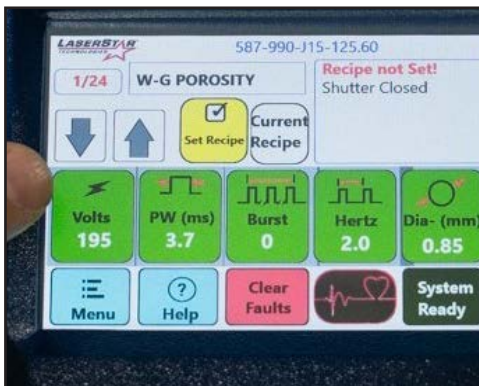 LASERSTAR
TECHNOLOGIES
587-990-J15-125.60
1/24
W-G POROSITY
Recipe not Set!
Shutter Closed
Set Recipe
Current
Recipe
Volts
195
PW (ms)
3.7
Burst
0
Hertz
2.0
Dia- (mm)
0.85
Menu
Help
Clear
Faults
System
Ready